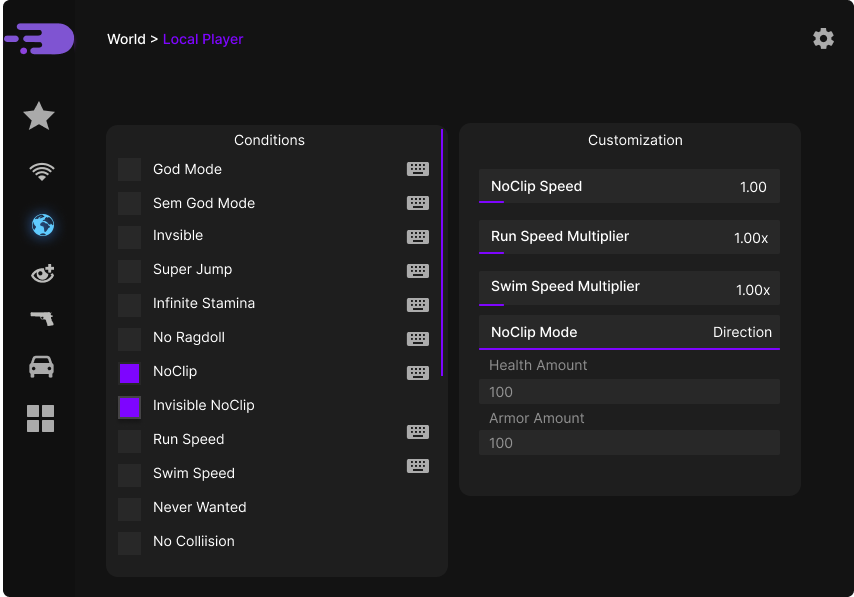 World > Local Player
Conditions
God Mode
Sem God Mode
Invsible
Super Jump
Infinite Stamina
No Ragdoll
NoClip
Invisible NoClip
Run Speed
Swim Speed
Never Wanted
No Colliision
Customization
NoClip Speed 1.00
Run Speed Multiplier 1.00x
Swim Speed Multiplier 1.00x
NoClip Mode Direction
Health Amount
100
Armor Amount
100